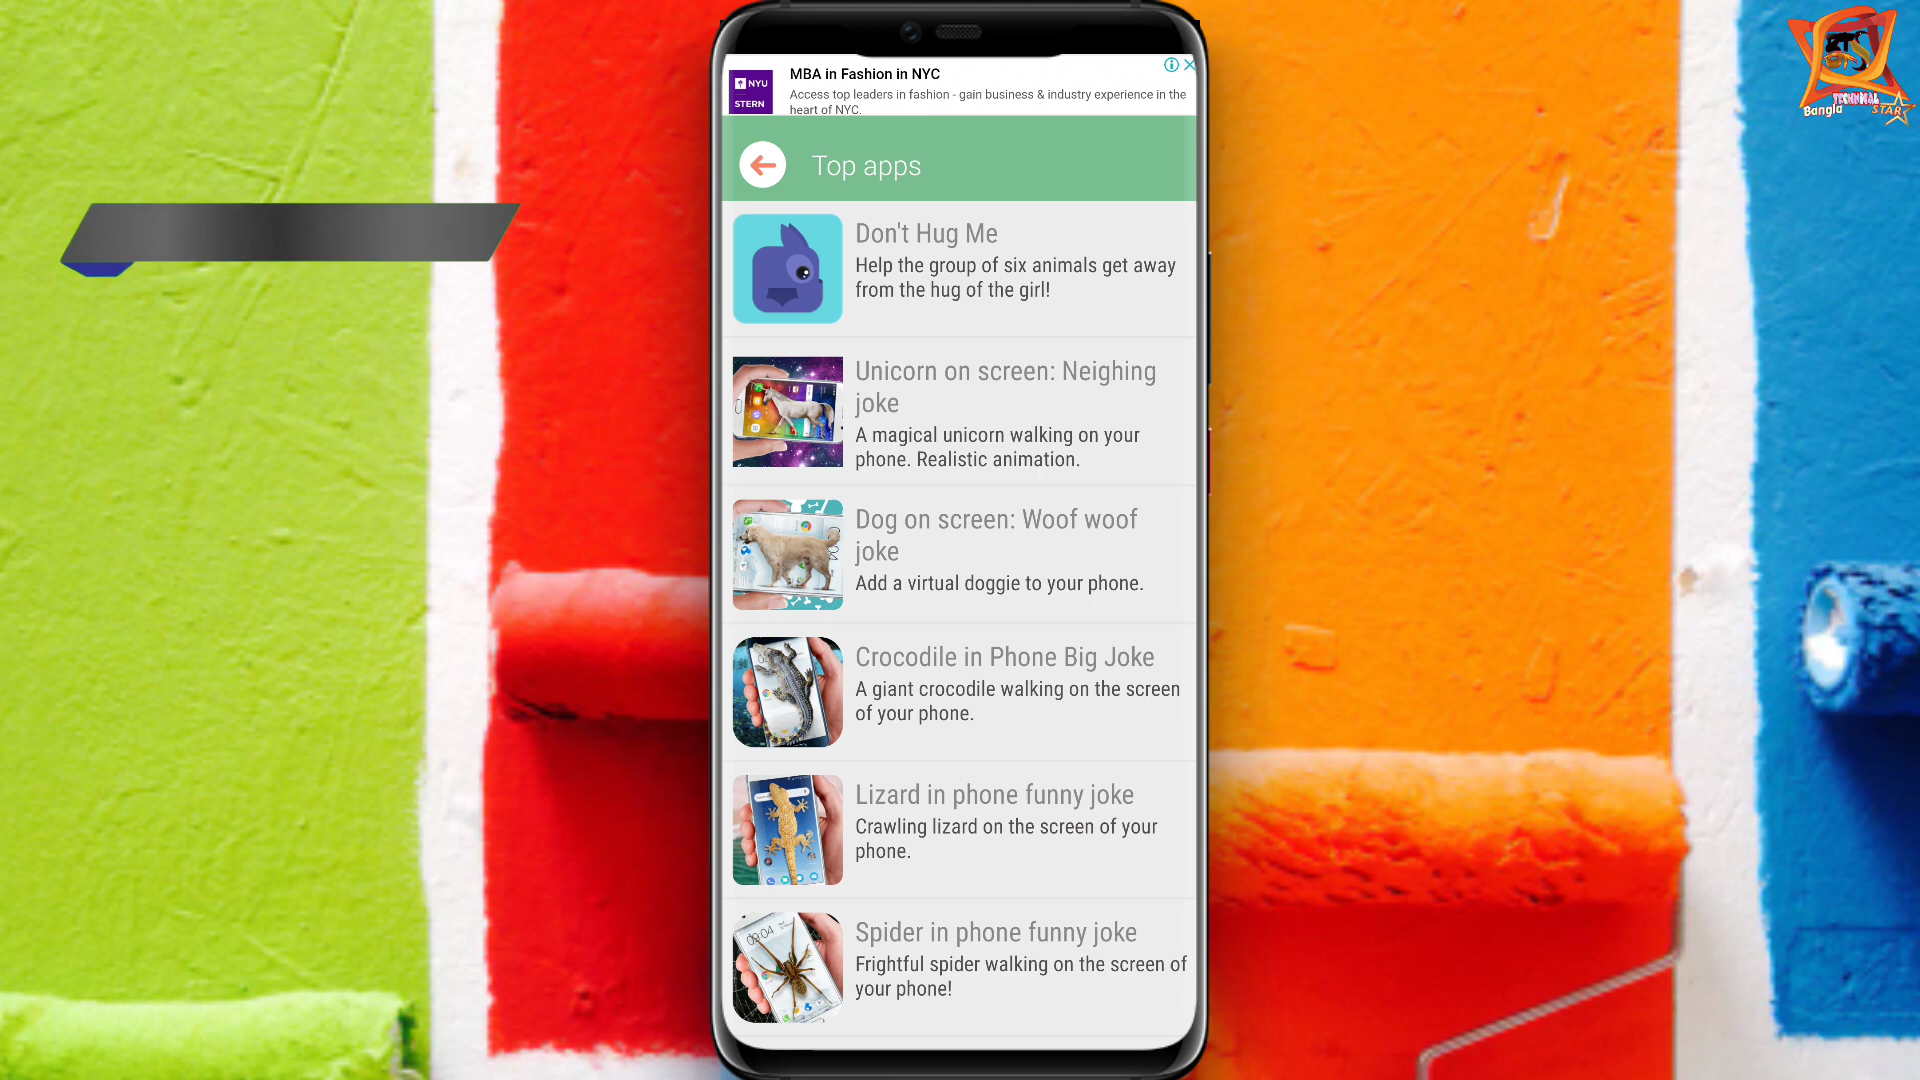 MBA in Fashion in NYC
Access top leaders in fashion - gain business & industry experience in the
heart of NYC.
NYU
STERN
Top apps
Don't Hug Me
Help the group of six animals get away
from the hug of the girl!
Unicorn on screen: Neighing
joke
A magical unicorn walking on your
phone. Realistic animation.
Dog on screen: Woof woof
joke
Add a virtual doggie to your phone.
Crocodile in Phone Big Joke
A giant crocodile walking on the screen
of your phone.
Lizard in phone funny joke
Crawling lizard on the screen of your
phone.
09:04
Spider in phone funny joke
Frightful spider walking on the screen of
your phone!
TECHNICAL
Bangla STAR